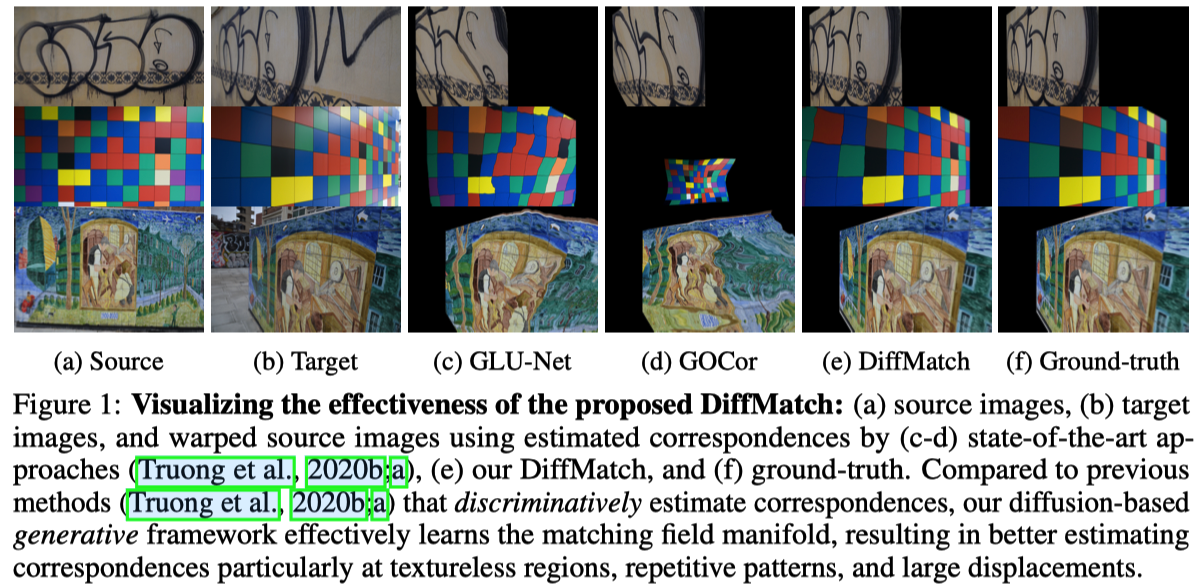 (a) Source (b) Target (c) GLU-Net (d) GOCor (e) DiffMatch (f) Ground-truth
Figure 1: Visualizing the effectiveness of the proposed DiffMatch: (a) source images, (b) target
images, and warped source images using estimated correspondences by (c-d) state-of-the-art ap-
proaches (Truong et al., 2020b;a), (e) our DiffMatch, and (f) ground-truth. Compared to previous
methods (Truong et al., 2020b;a) that discriminatively estimate correspondences, our diffusion-based
generative framework effectively learns the matching field manifold, resulting in better estimating
correspondences particularly at textureless regions, repetitive patterns, and large displacements.